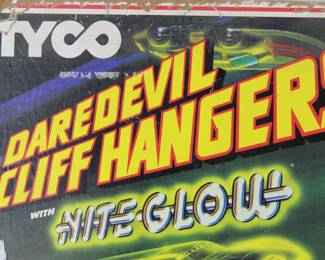 TYCO
DAREDEVIL
CLIFF HANGERS
WITH NITE-GLOW